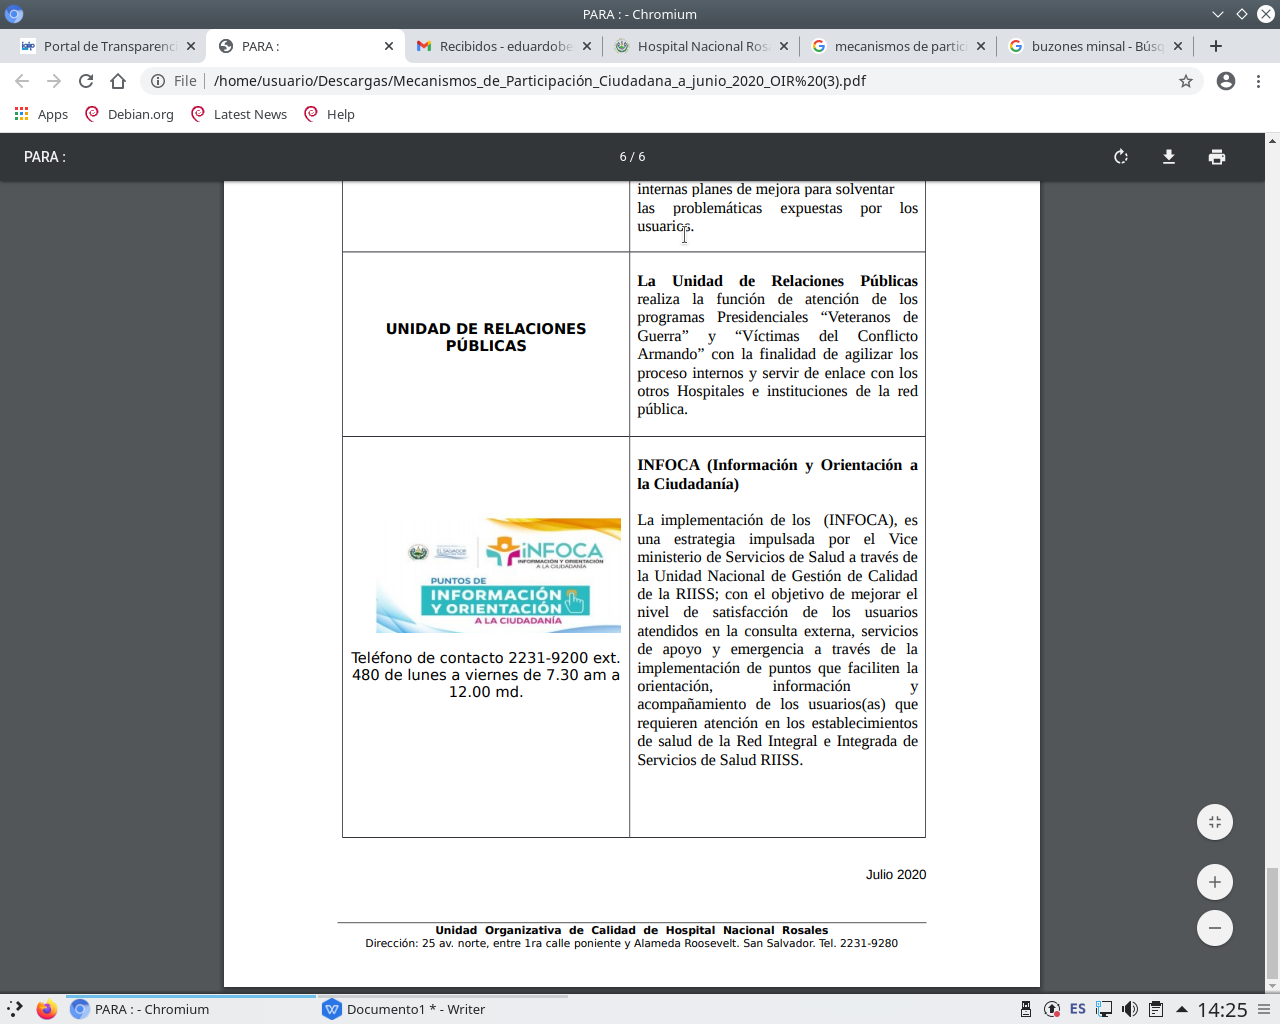 PARA : - Chromium
Portal de Transparenci
PARA :
Recibidos - eduardobe
Hospital Nacional Ros
mecanismos de partic
buzones minsal - Búsq
File
/home/usuario/Descargas/Mecanismos_de_Participación_Ciudadana_a_junio_2020_OIR%20(3).pdf
Apps
Debian.org
Latest News
Help
PARA :
6 / 6
internas planes de mejora para solventar
las problemáticas expuestas por los
usuarios.
UNIDAD DE RELACIONES
PÚBLICAS
La Unidad de Relaciones Públicas
realiza la función de atención de los
programas Presidenciales “Veteranos de
Guerra” y “Víctimas del Conflicto
Armando” con la finalidad de agilizar los
proceso internos y servir de enlace con los
otros Hospitales e instituciones de la red
pública.
iNFOCA
INFORMACIÓN Y ORIENTACIÓN
A LA CIUDADANÍA
PUNTOS DE
INFORMACIÓN
Y ORIENTACIÓN
A LA CIUDADANÍA
Teléfono de contacto 2231-9200 ext.
480 de lunes a viernes de 7.30 am a
12.00 md.
INFOCA (Información y Orientación a
la Ciudadanía)
La implementación de los (INFOCA), es
una estrategia impulsada por el Vice
ministerio de Servicios de Salud a través de
la Unidad Nacional de Gestión de Calidad
de la RIISS; con el objetivo de mejorar el
nivel de satisfacción de los usuarios
atendidos en la consulta externa, servicios
de apoyo y emergencia a través de la
implementación de puntos que faciliten la
orientación, información y
acompañamiento de los usuarios(as) que
requieren atención en los establecimientos
de salud de la Red Integral e Integrada de
Servicios de Salud RIISS.
Julio 2020
Unidad Organizativa de Calidad de Hospital Nacional Rosales
Dirección: 25 av. norte, entre 1ra calle poniente y Alameda Roosevelt. San Salvador. Tel. 2231-9280
PARA : - Chromium
Documento1 * - Writer
ES
14:25